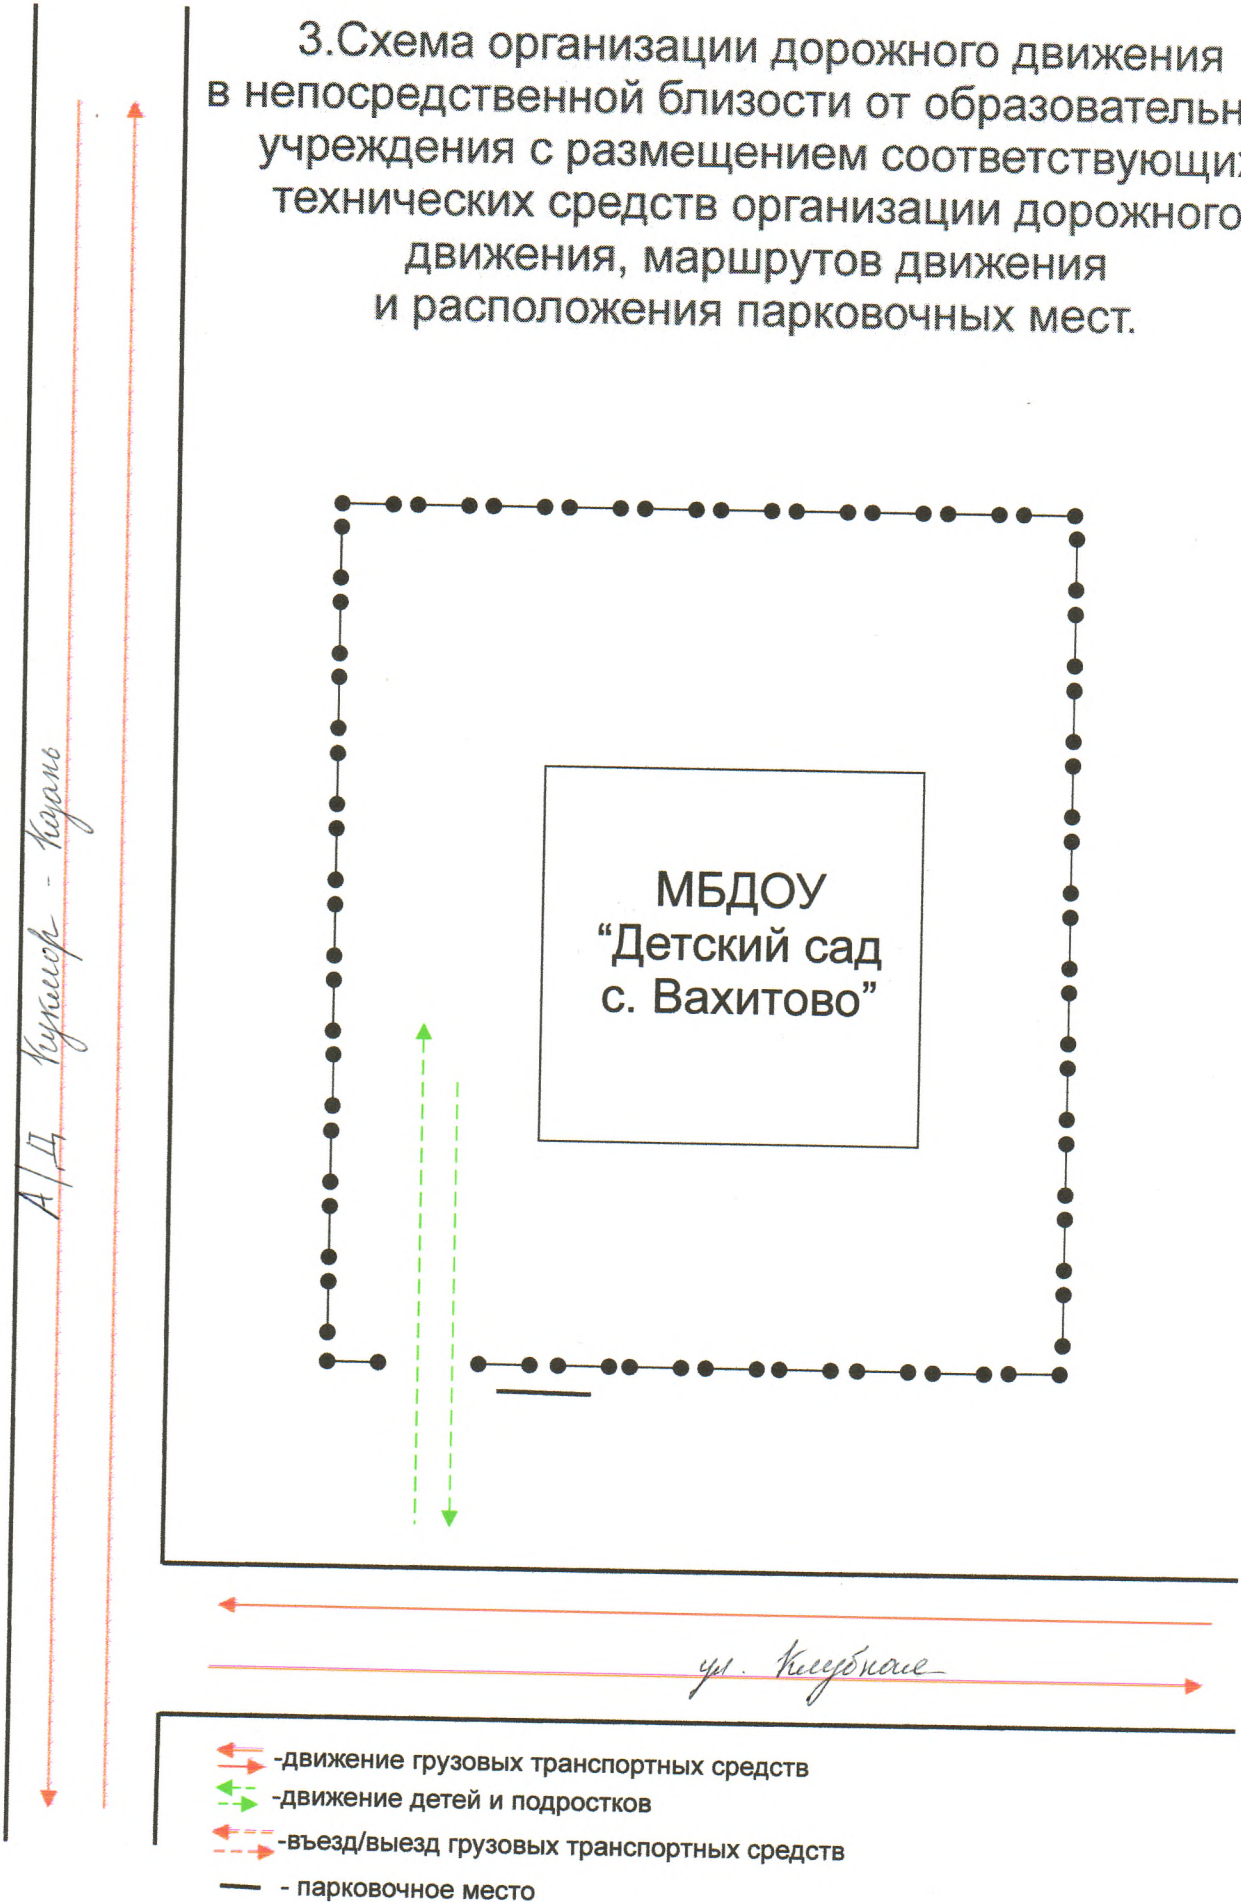 3.Схема организации дорожного движения
в непосредственной близости от образовательн
учреждения с размещением соответствующих
технических средств организации дорожного
движения, маршрутов движения
и расположения парковочных мест.
А/Д Кукмор - Казань
МБДОУ
“Детский сад
с. Вахитово”
ул. Клубная
-движение грузовых транспортных средств
-движение детей и подростков
-въезд/выезд грузовых транспортных средств
- парковочное место